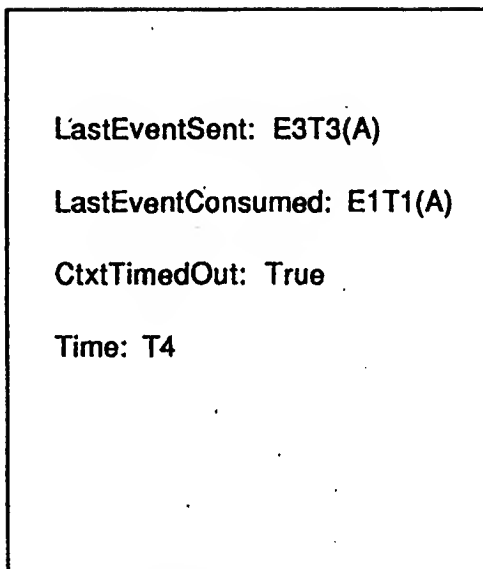 LastEventSent: E3T3(A)
LastEventConsumed: E1T1(A)
CtxtTimedOut: True
Time: T4